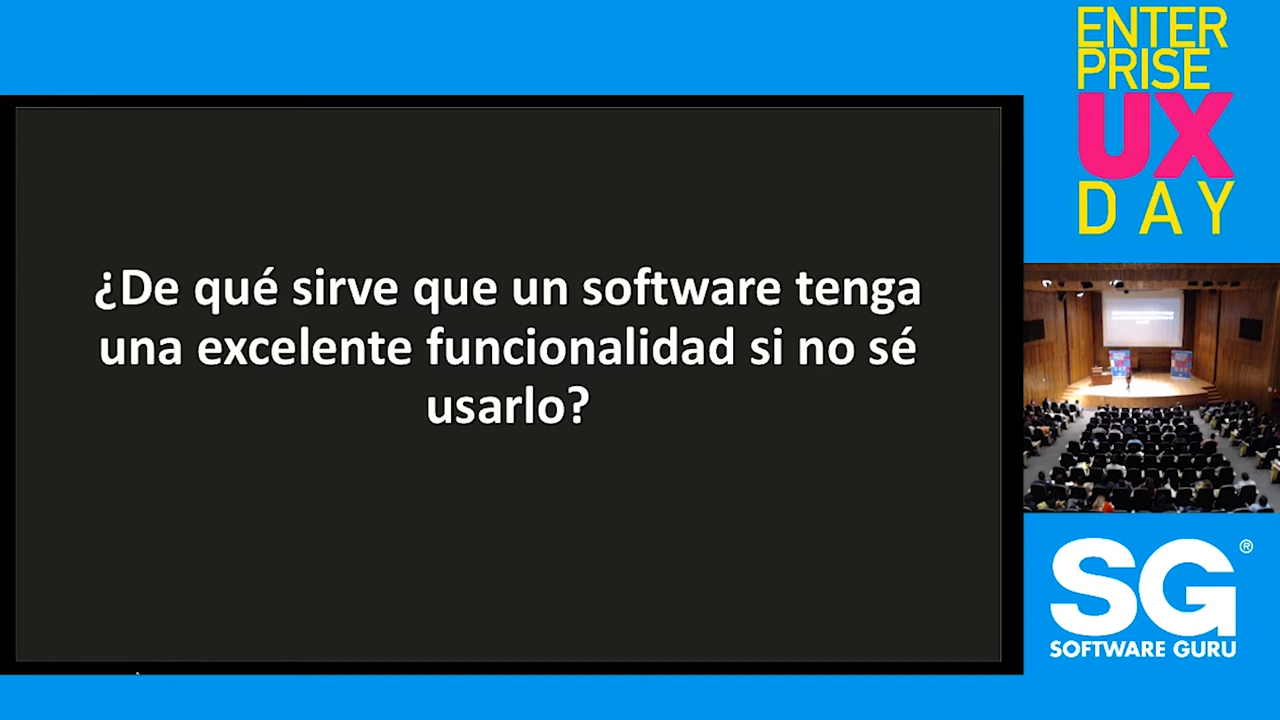 ¿De qué sirve que un software tenga
una excelente funcionalidad si no sé
usarlo?
ENTER
PRISE
UX
DAY
SG®
SOFTWARE GURU